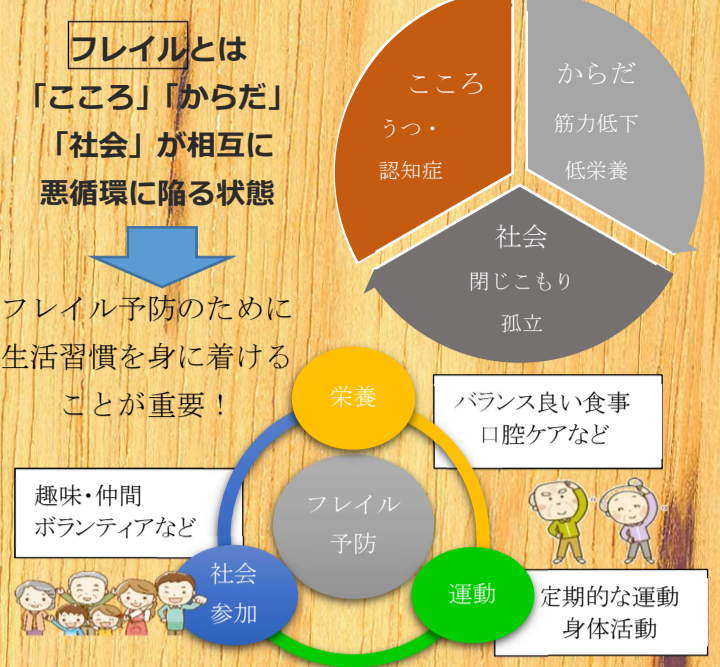 フレイルとは
「こころ」「からだ」
「社会」が相互に
悪循環に陥る状態
こころ
うつ・
認知症
からだ
筋力低下
低栄養
社会
閉じこもり
孤立
フレイル予防のために
生活習慣を身に着ける
ことが重要！
栄養
バランス良い食事
口腔ケアなど
フレイル
予防
趣味・仲間
ボランティアなど
社会
参加
運動
定期的な運動
身体活動